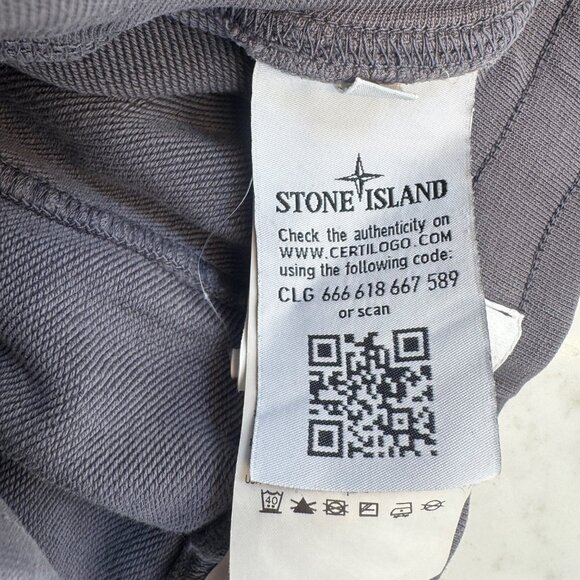 STONE ISLAND
Check the authenticity on
WWW.CERTILOGO.COM
using the following code:
CLG 666 618 667 589
or scan
40